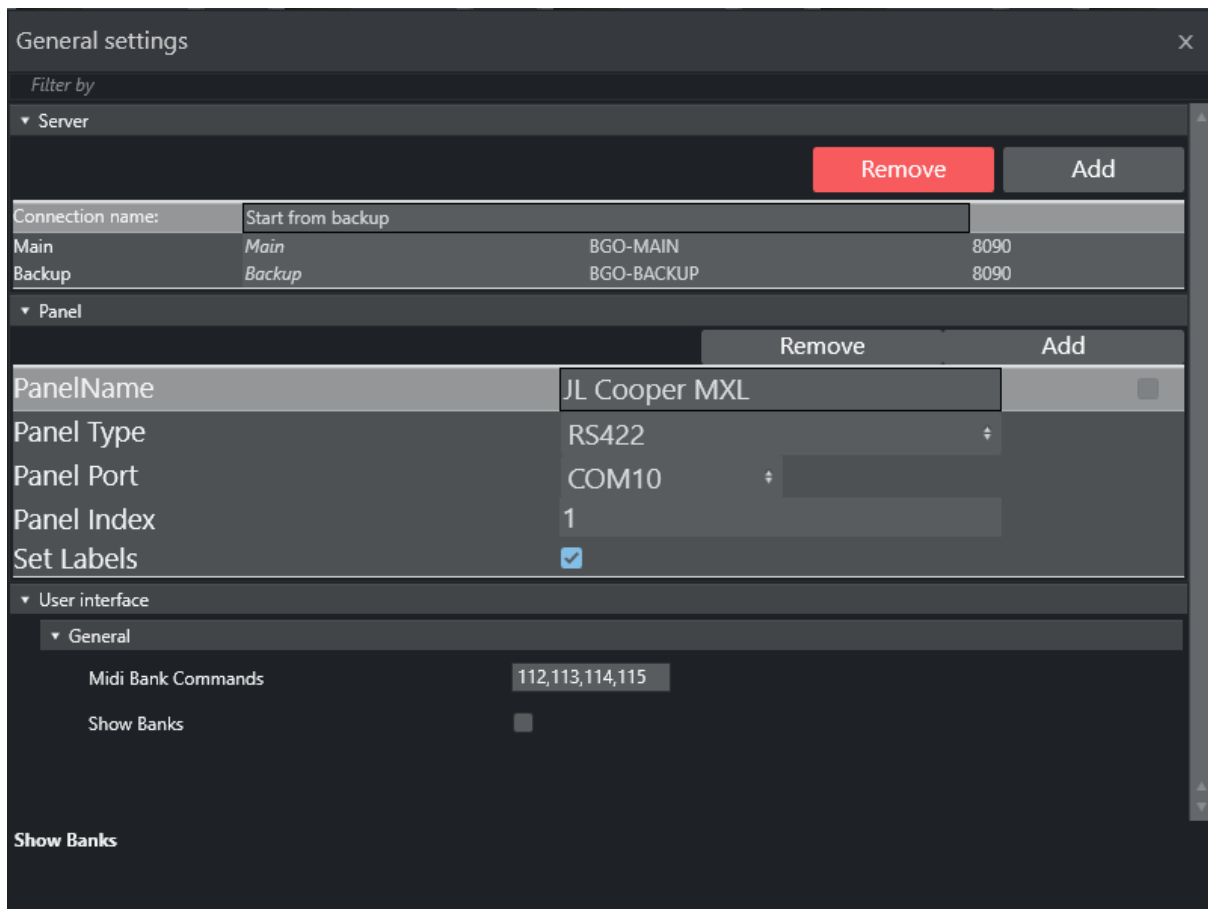 General settings x
Filter by
Server
Remove Add
Connection name: Start from backup
Main Main BGO-MAIN 8090
Backup Backup BGO-BACKUP 8090
Panel
Remove Add
PanelName JL Cooper MXL
Panel Type RS422
Panel Port COM10
Panel Index 1
Set Labels
User interface
General
Midi Bank Commands 112,113,114,115
Show Banks
Show Banks